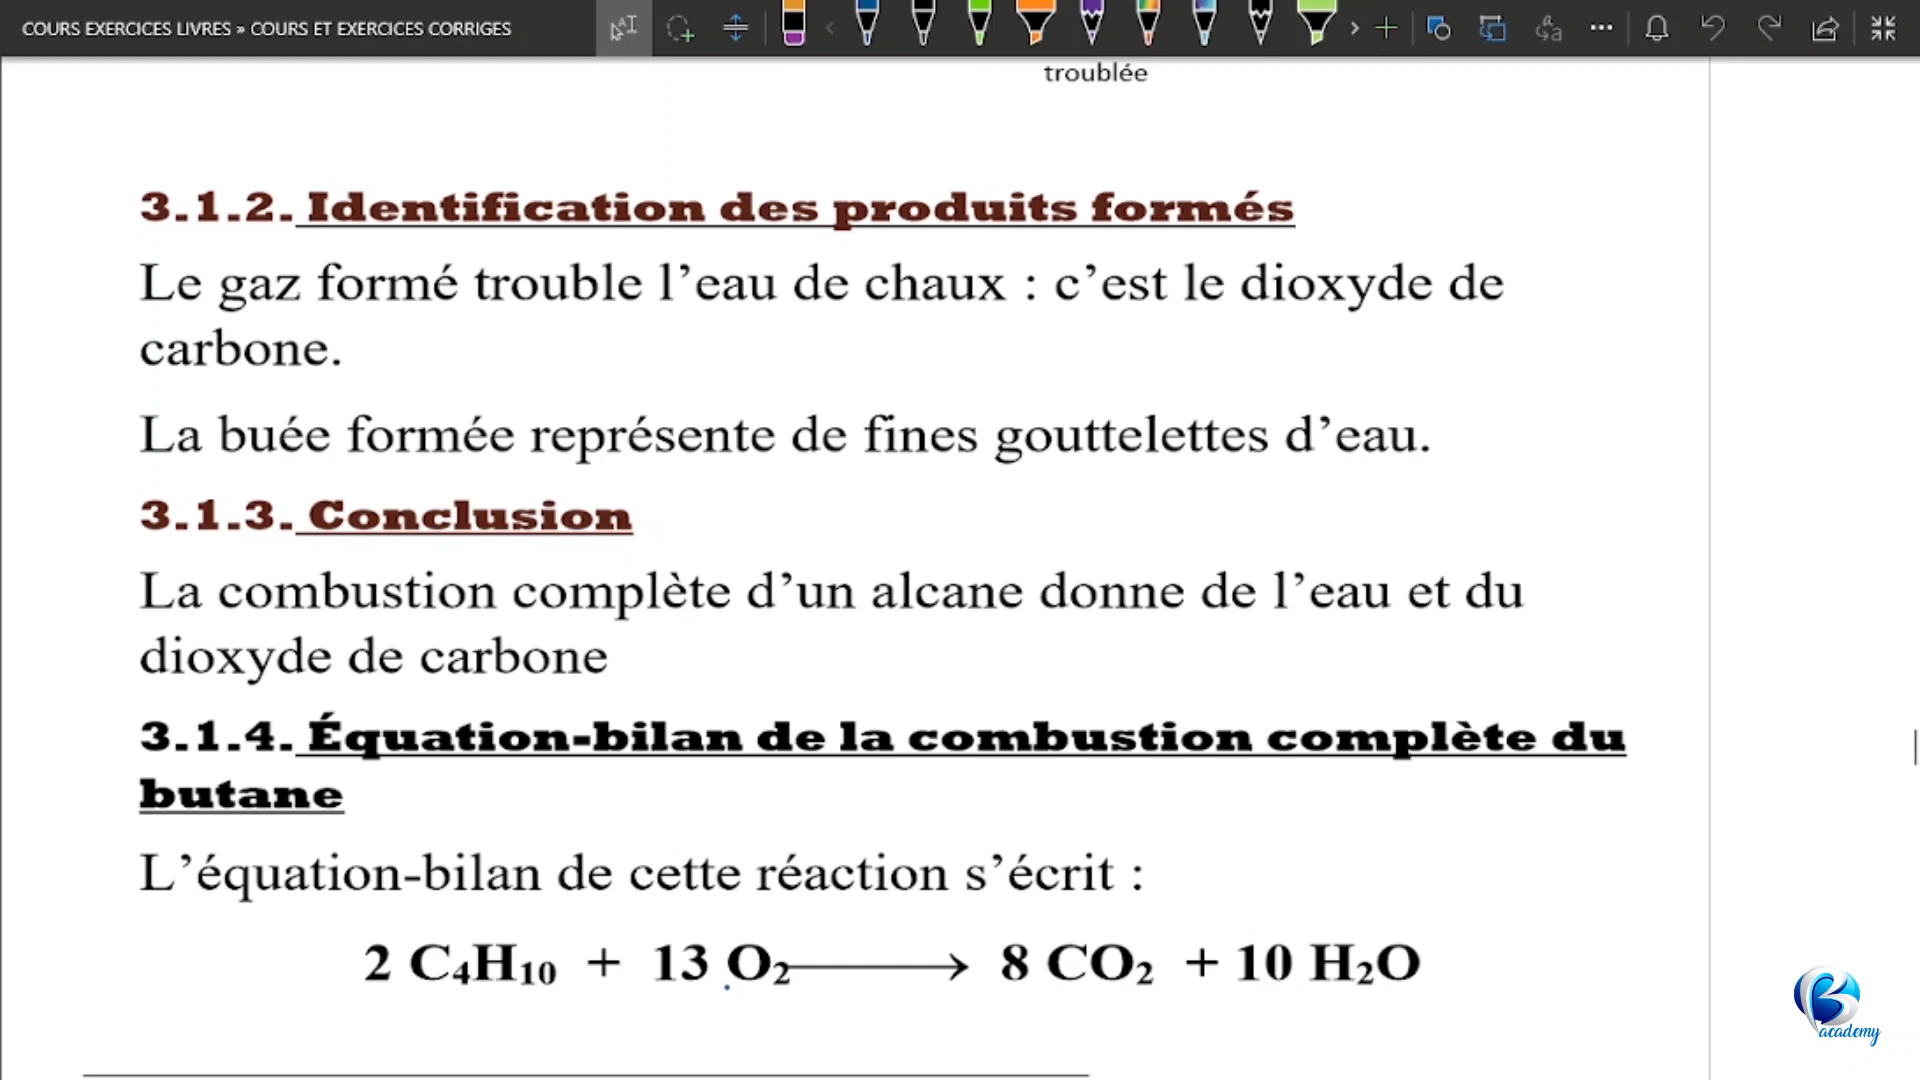 COURS EXERCICES LIVRES » COURS ET EXERCICES CORRIGES
troublée
3.1.2. Identification des produits formés
Le gaz formé trouble l’eau de chaux : c’est le dioxyde de
carbone.
La buée formée représente de fines gouttelettes d’eau.
3.1.3. Conclusion
La combustion complète d’un alcane donne de l’eau et du
dioxyde de carbone
3.1.4. Équation-bilan de la combustion complète du
butane
L’équation-bilan de cette réaction s’écrit :
2 C₄H₁₀ + 13 O₂ ⟶ 8 CO₂ + 10 H₂O
academy